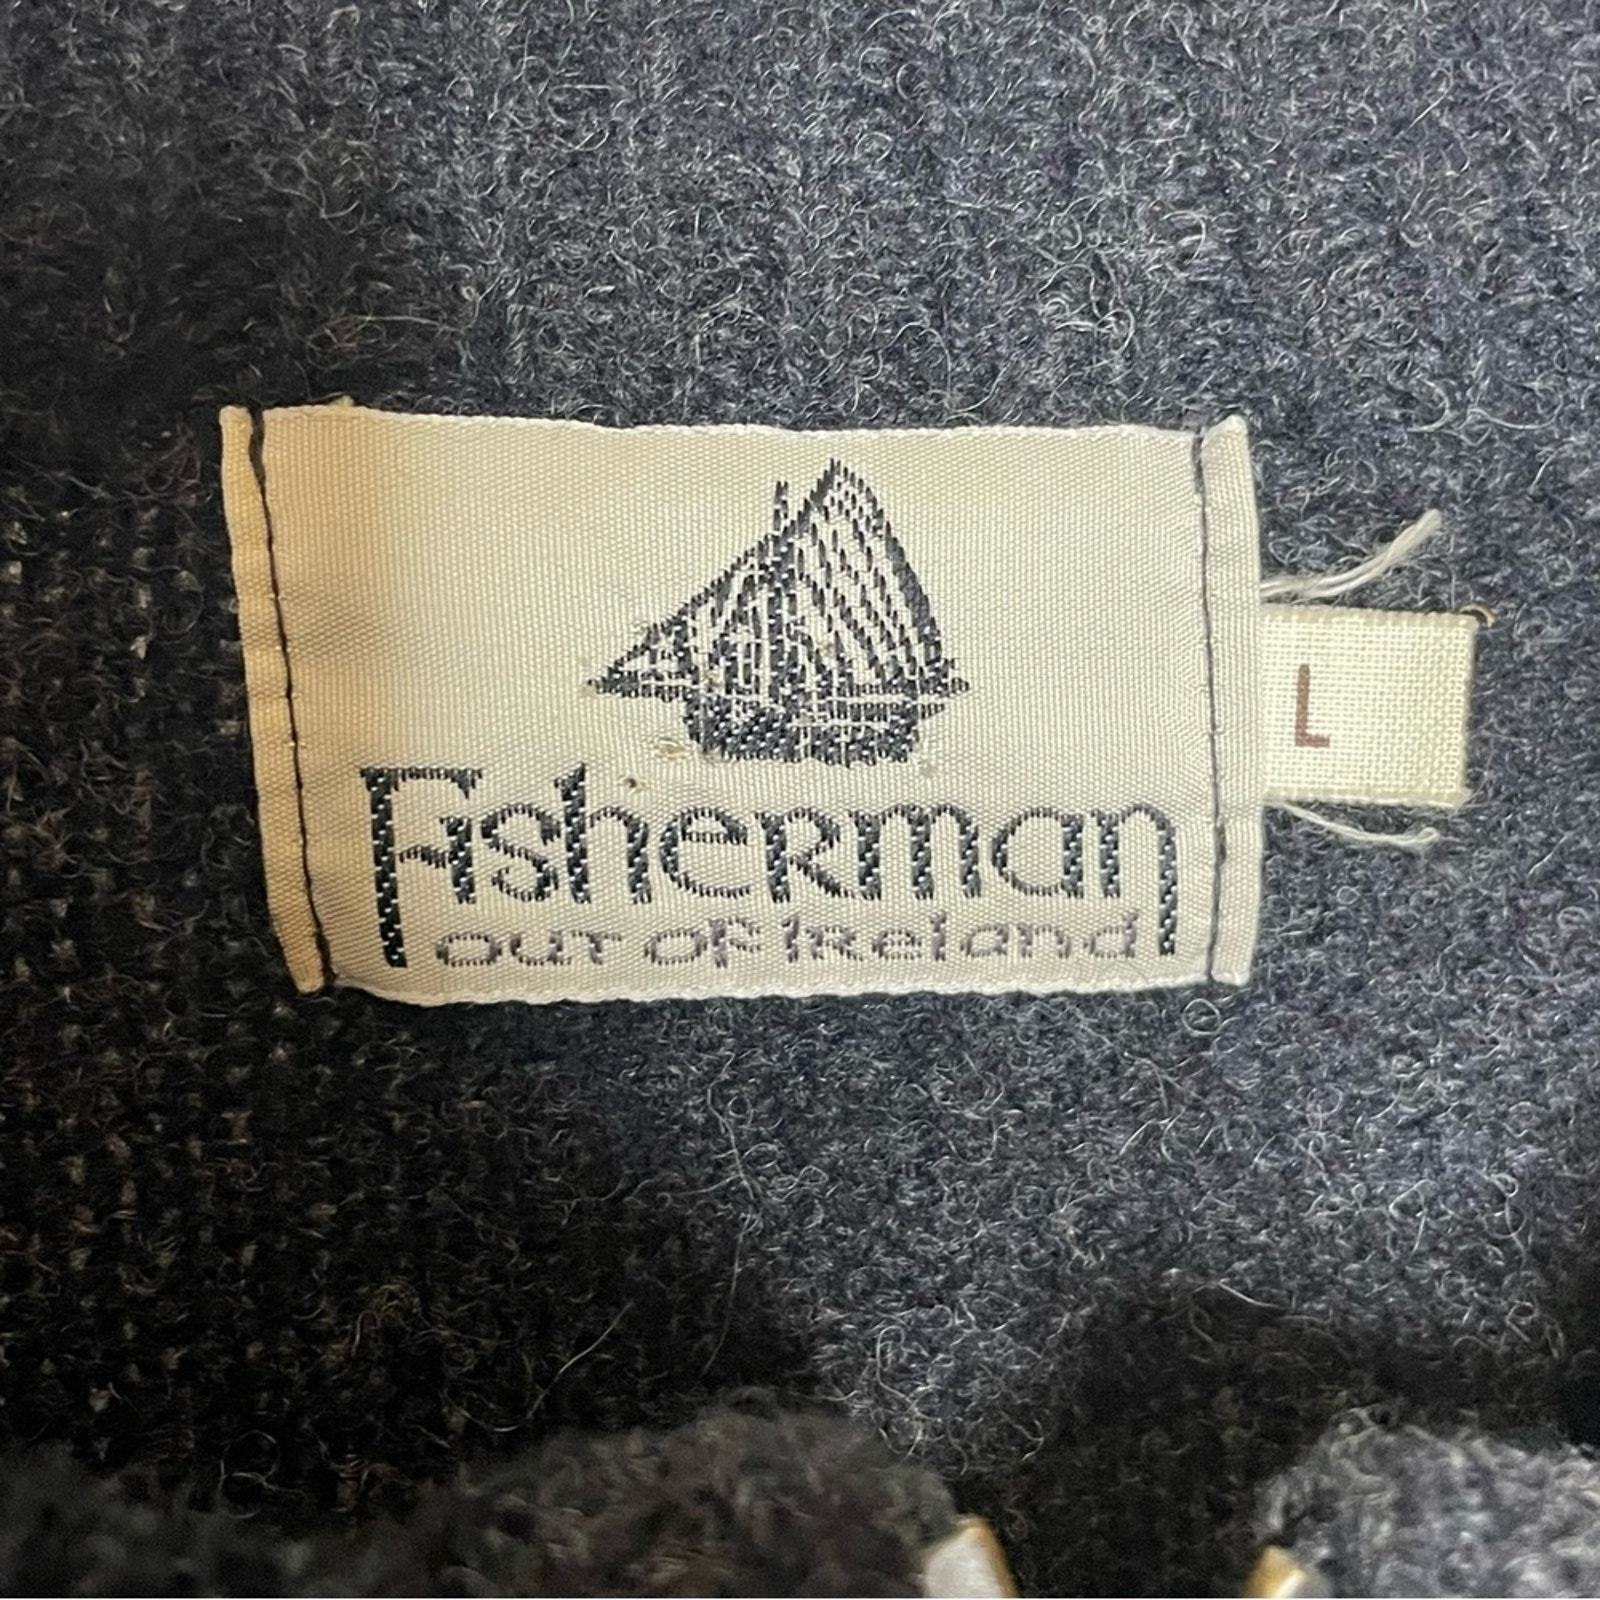 Fisherman
out of Ireland
L